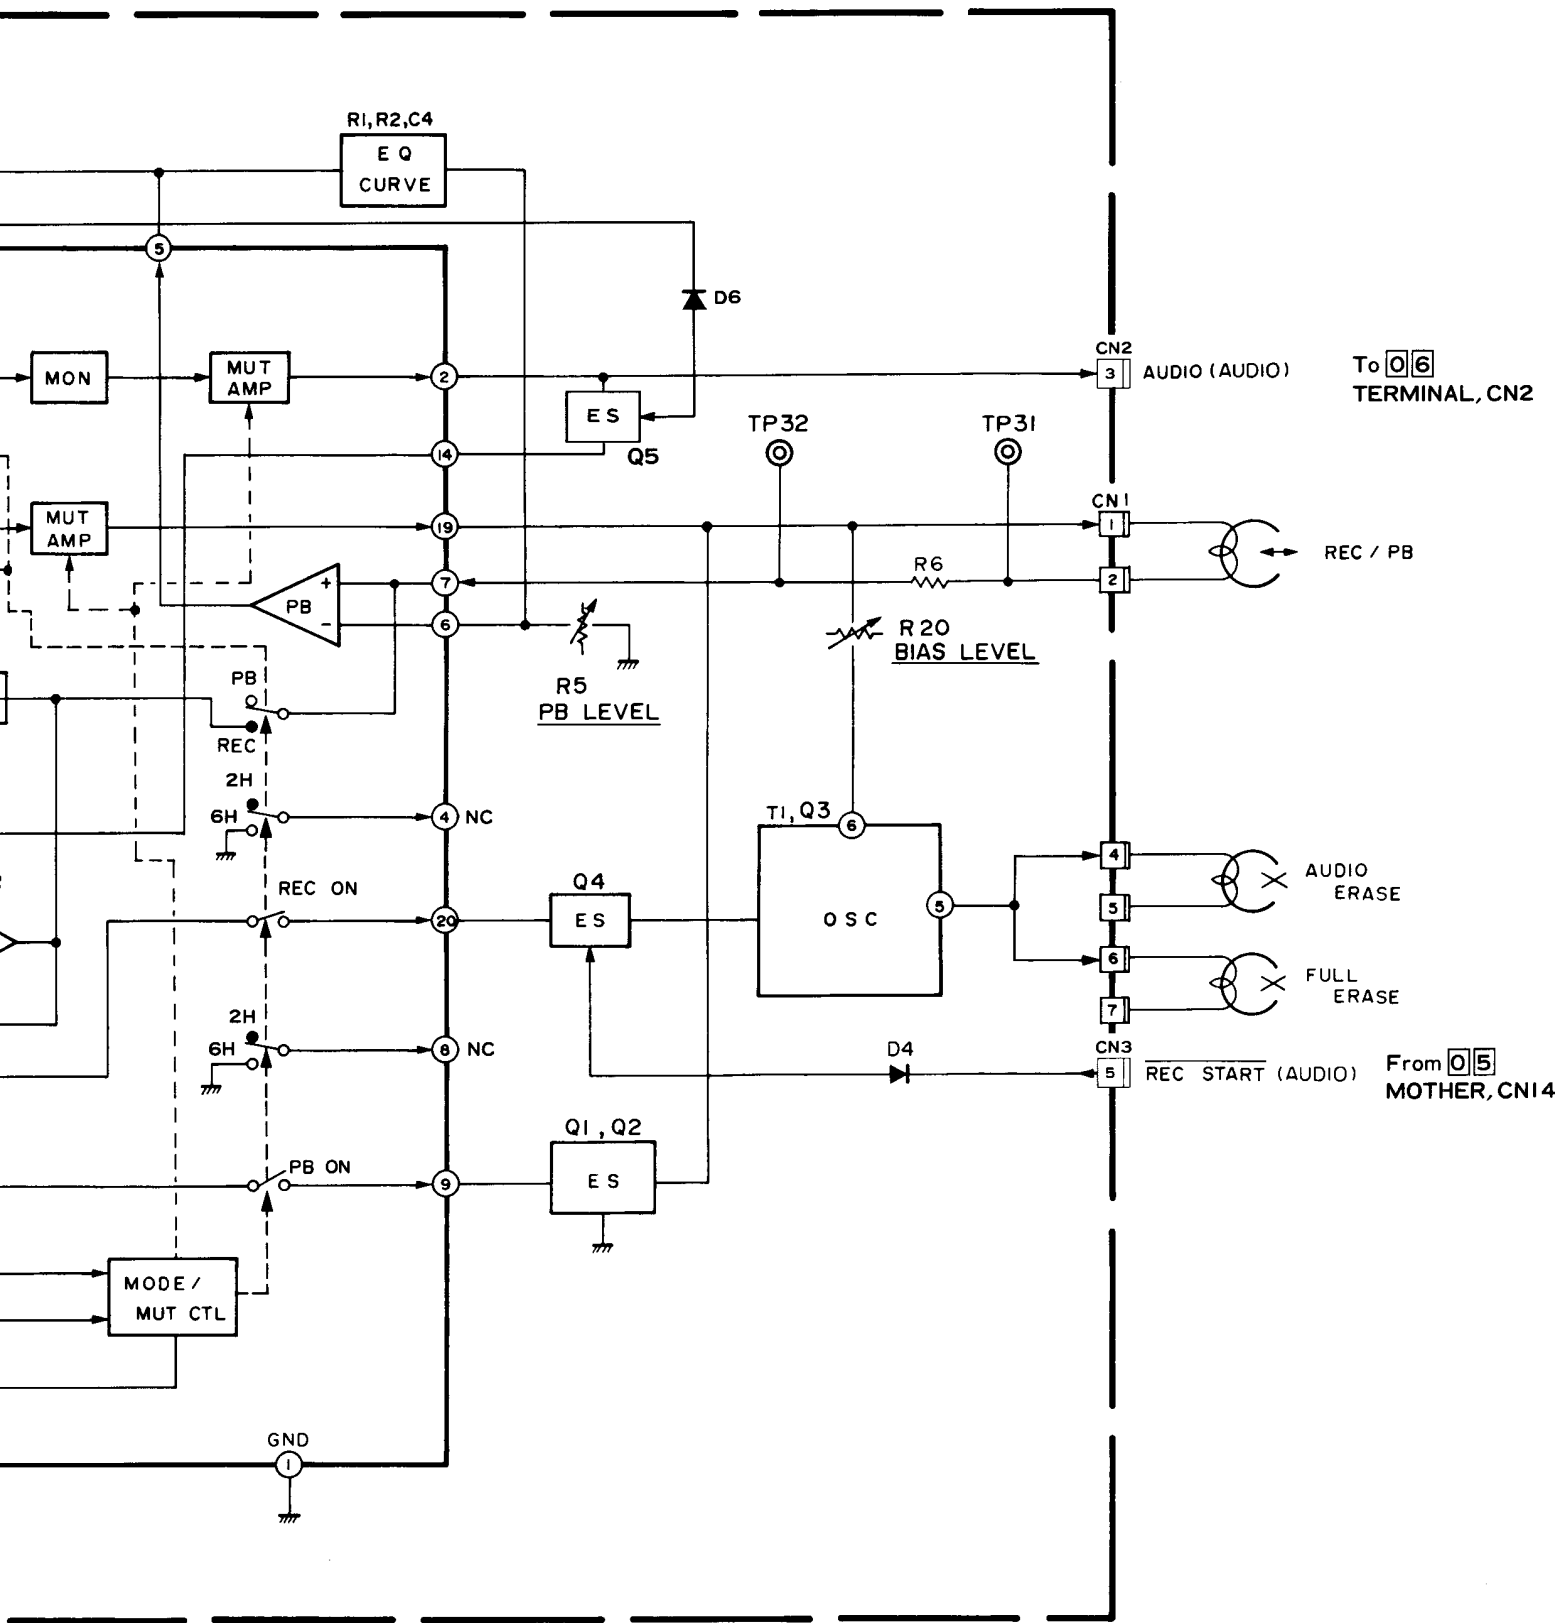 R1,R2,C4
EQ
CURVE
5
D6
MON
MUT
AMP
2
ES
Q5
CN2
3
AUDIO (AUDIO)
To 06
TERMINAL, CN2
14
TP32
TP31
MUT
AMP
19
CN1
1
REC / PB
R6
7
2
PB
+
-
6
R5
PB LEVEL
R20
BIAS LEVEL
PB
REC
2H
6H
4
NC
T1, Q3
6
OSC
5
4
AUDIO
ERASE
5
REC ON
20
Q4
ES
6
FULL
ERASE
7
2H
6H
8
NC
D4
CN3
5
REC START (AUDIO)
From 05
MOTHER, CN14
PB ON
9
Q1, Q2
ES
MODE/
MUT CTL
GND
1